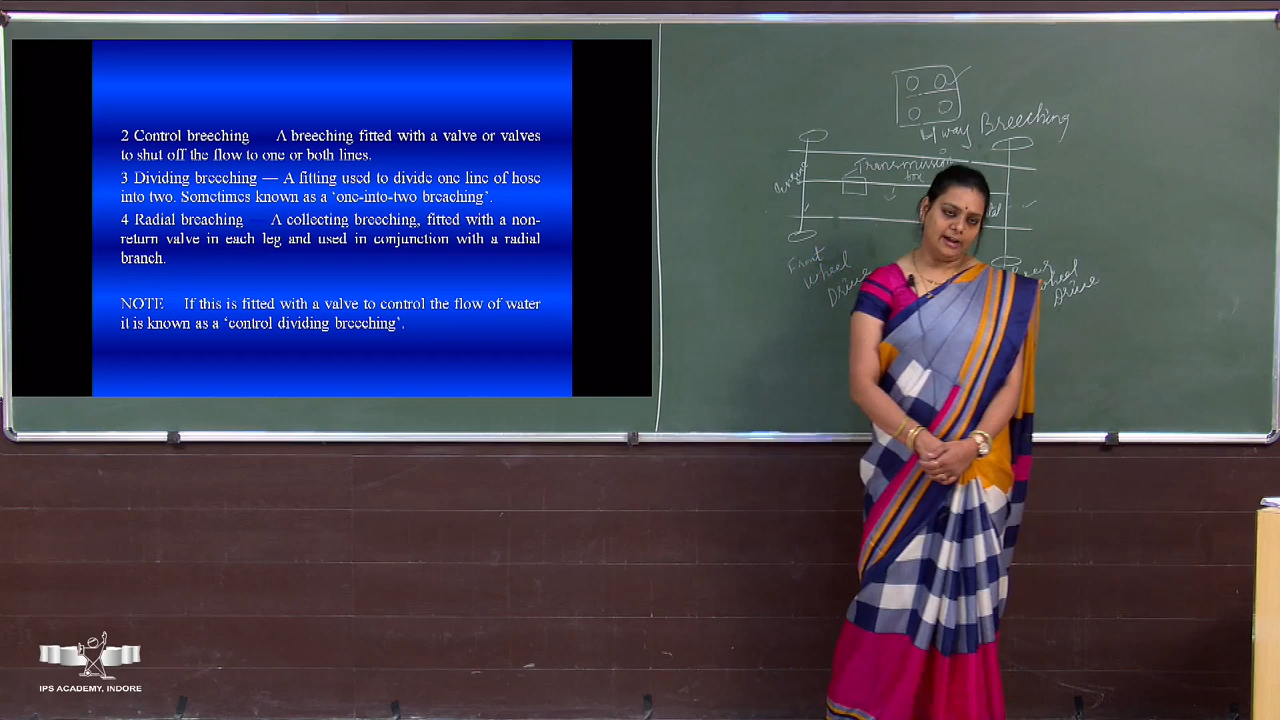 2 Control breeching A breeching fitted with a valve or valves
to shut off the flow to one or both lines.
3 Dividing breeching — A fitting used to divide one line of hose
into two. Sometimes known as a ‘one-into-two breaching’.
4 Radial breaching — A collecting breeching, fitted with a non-
return valve in each leg and used in conjunction with a radial
branch.
NOTE If this is fitted with a valve to control the flow of water
it is known as a ‘control dividing breeching’.
4 way Breeching
Transmission
box
Front
Wheel
Drive
Wheel
Drive
IPS ACADEMY, INDORE